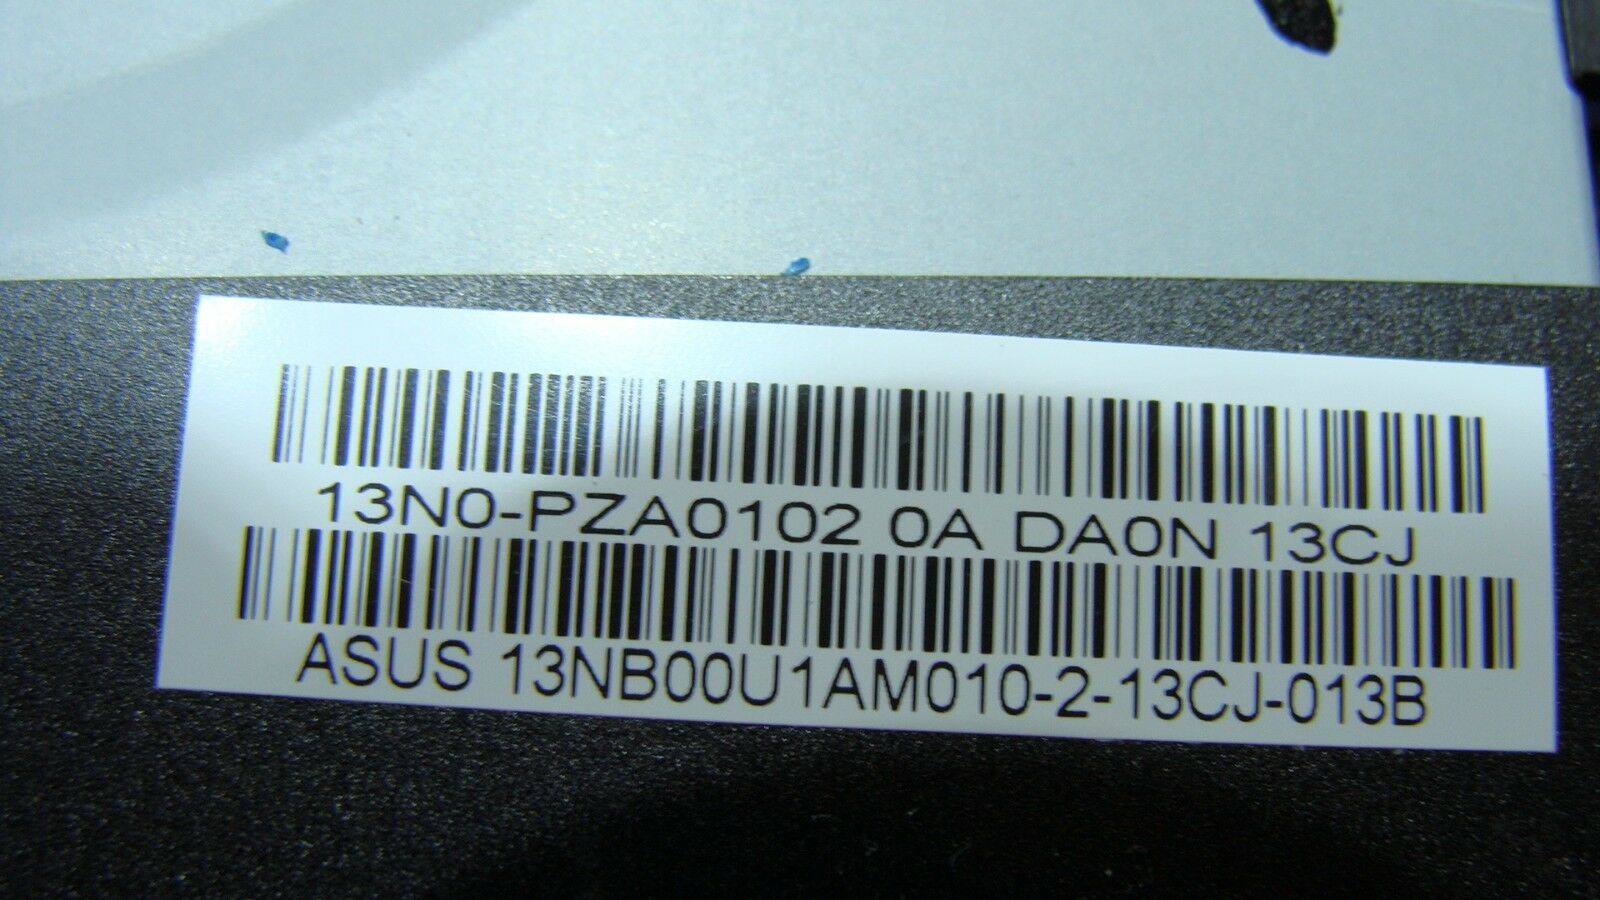 13N0-PZA0102 0A DA0N 13CJ
ASUS 13NB00U1AM010-2-13CJ-013B